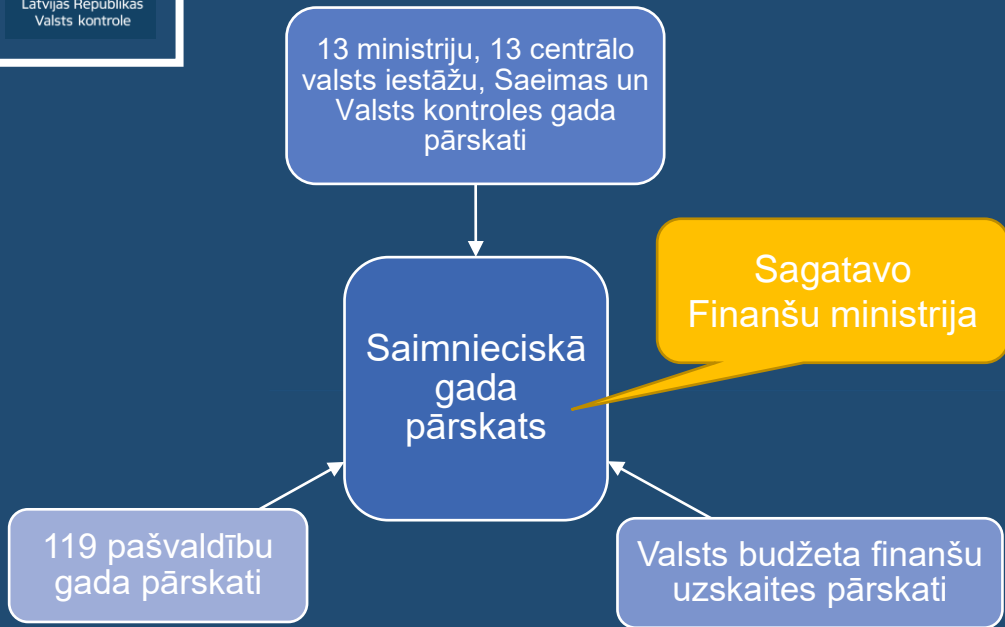 Latvijas Republikas
Valsts kontrole
13 ministriju, 13 centrālo
valsts iestāžu, Saeimas un
Valsts kontroles gada
pārskati
Sagatavo
Finanšu ministrija
Saimnieciskā
gada
pārskats
119 pašvaldību
gada pārskati
Valsts budžeta finanšu
uzskaites pārskati